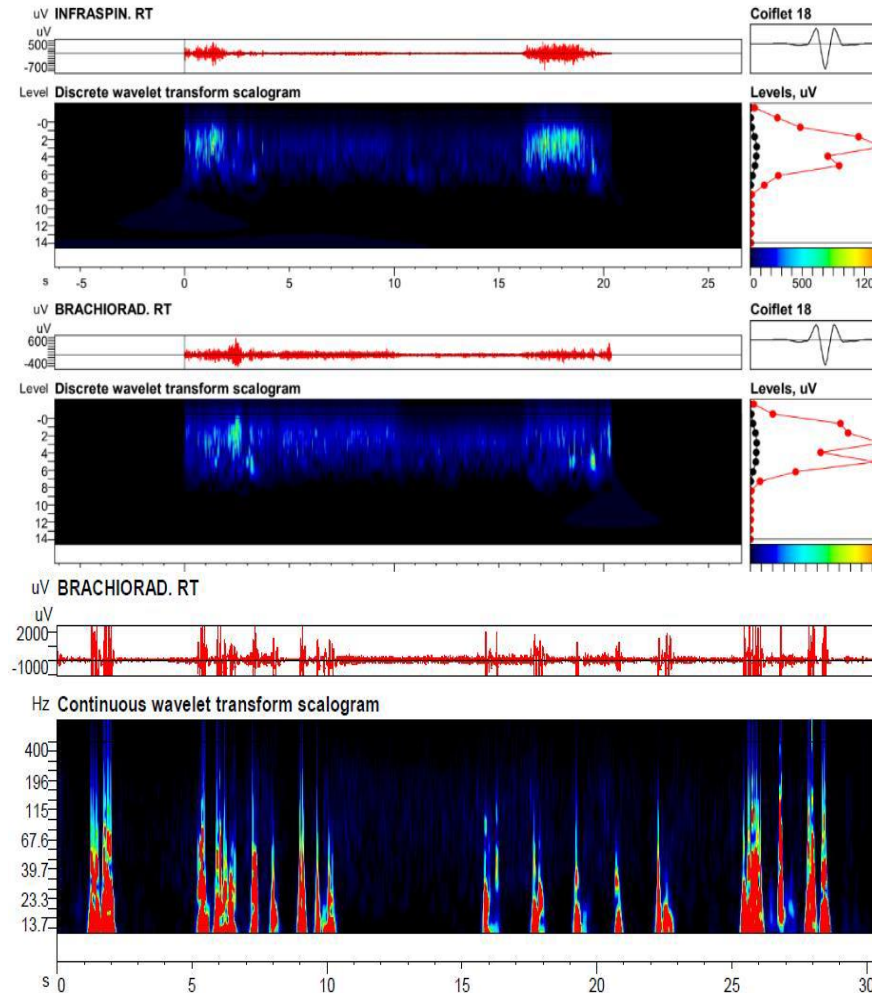 uV INFRASPIN. RT Coiflet 18
uV
500
-700
Level Discrete wavelet transform scalogram Levels, uV
-0
2
4
6
8
10
12
14
s -5 0 5 10 15 20 25 0 500 120
uV BRACHIORAD. RT Coiflet 18
uV
600
-400
Level Discrete wavelet transform scalogram Levels, uV
-0
2
4
6
8
10
12
14
uV BRACHIORAD. RT
uV
2000
-1000
Hz Continuous wavelet transform scalogram
400
196
115
67.6
39.7
23.3
13.7
s 0 5 10 15 20 25 30